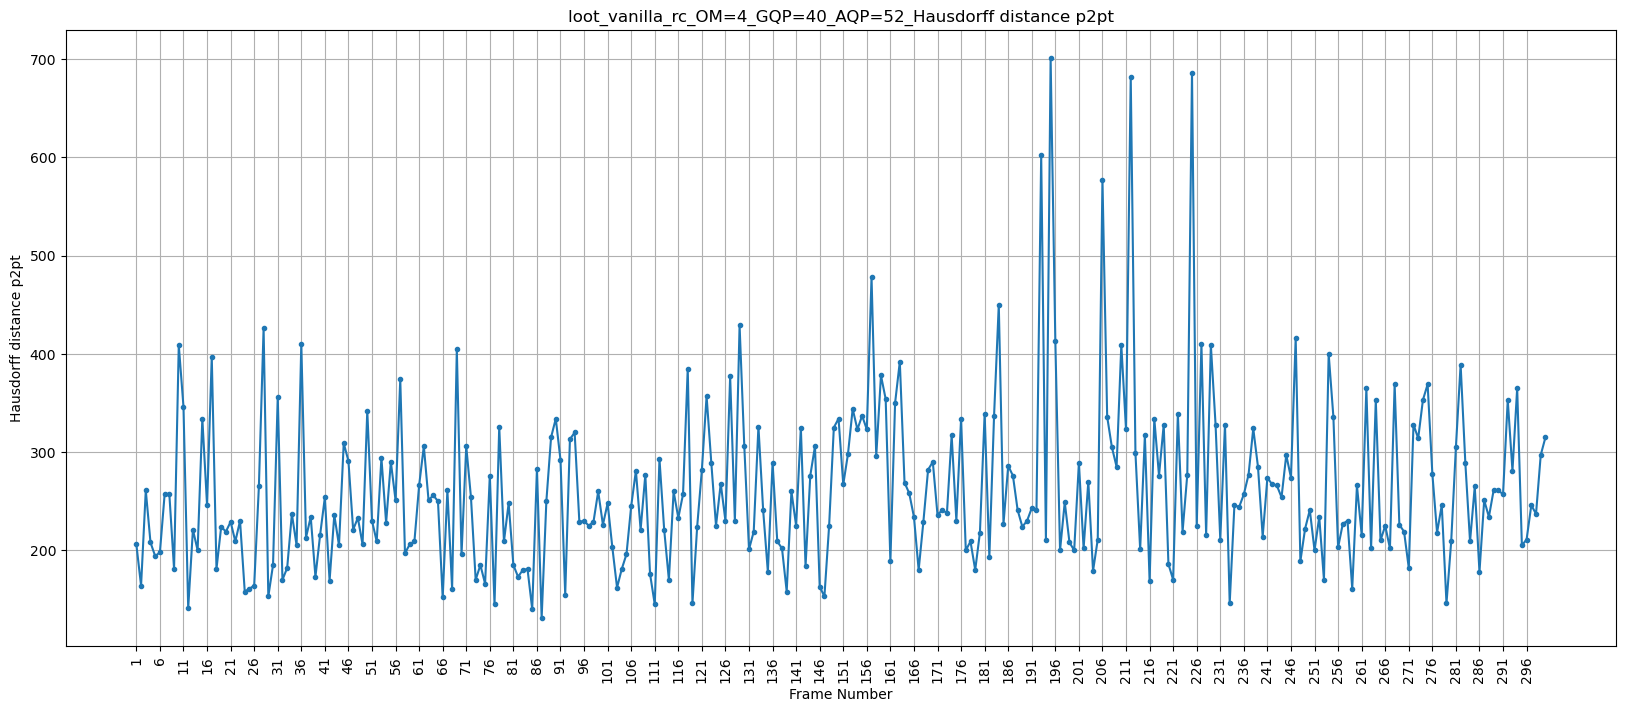 loot_vanilla_rc_OM=4_GQP=40_AQP=52_Hausdorff distance p2pt
Hausdorff distance p2pt
700
600
500
400
300
200
1 6 11 16 21 26 31 36 41 46 51 56 61 66 71 76 81 86 91 96 101 106 111 116 121 126 131 136 141 146 151 156 161 166 171 176 181 186 191 196 201 206 211 216 221 226 231 236 241 246 251 256 261 266 271 276 281 286 291 296
Frame Number